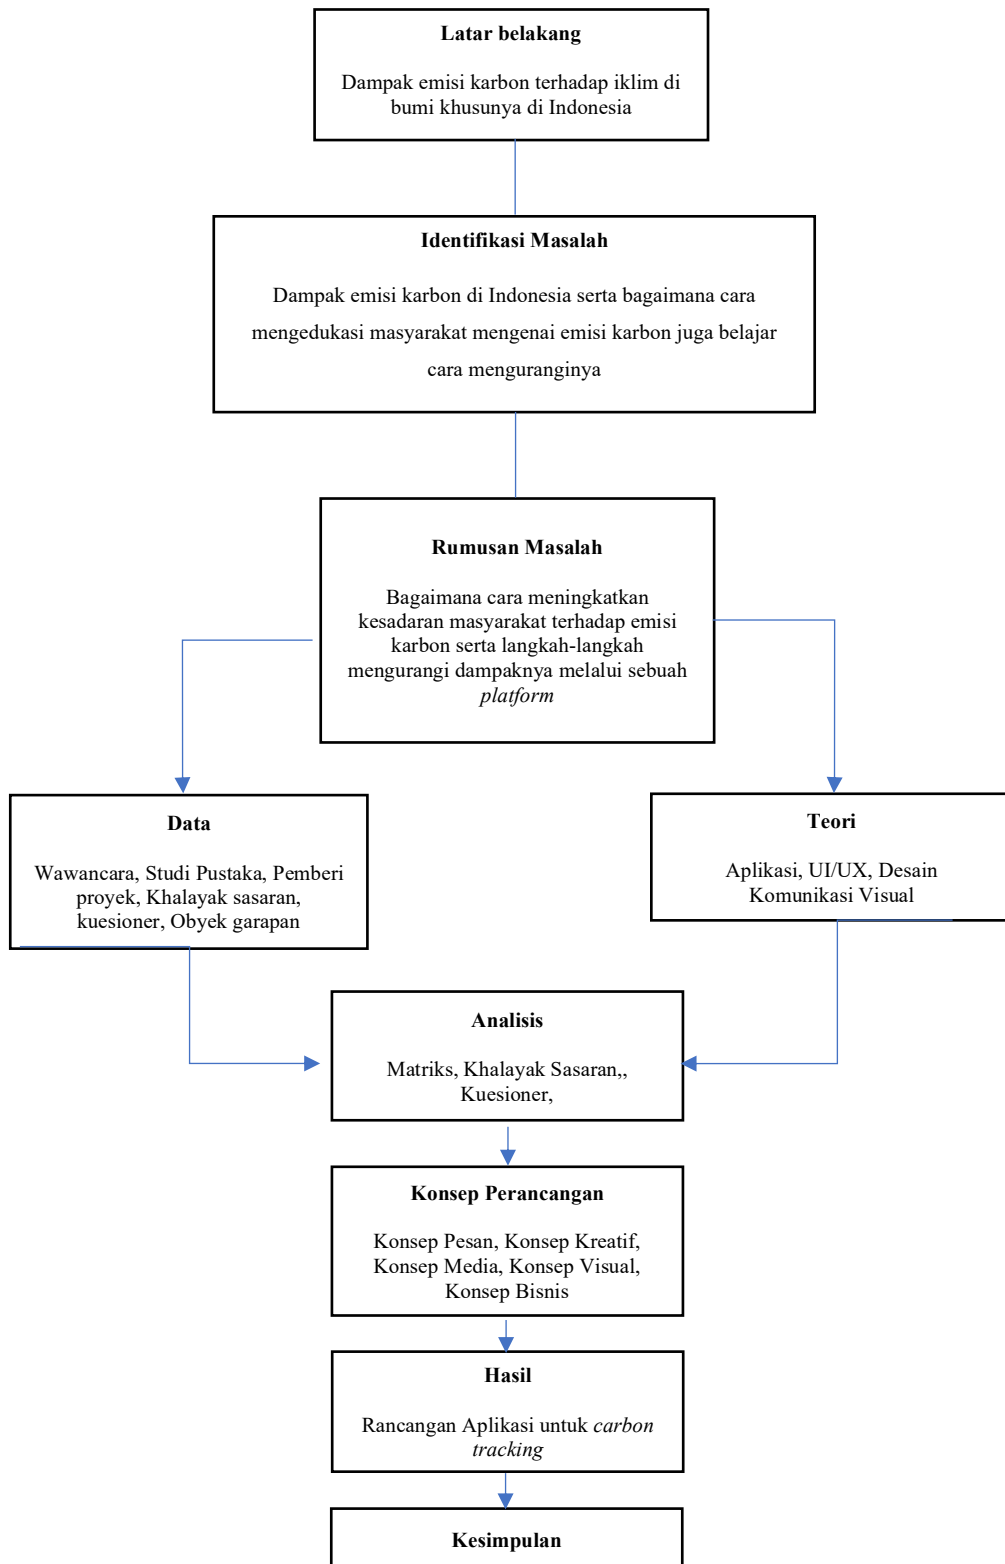 Latar belakang
Dampak emisi karbon terhadap iklim di
bumi khusunya di Indonesia
Identifikasi Masalah
Dampak emisi karbon di Indonesia serta bagaimana cara
mengedukasi masyarakat mengenai emisi karbon juga belajar
cara menguranginya
Rumusan Masalah
Bagaimana cara meningkatkan
kesadaran masyarakat terhadap emisi
karbon serta langkah-langkah
mengurangi dampaknya melalui sebuah
platform
Data
Wawancara, Studi Pustaka, Pemberi
proyek, Khalayak sasaran,
kuesioner, Obyek garapan
Teori
Aplikasi, UI/UX, Desain
Komunikasi Visual
Analisis
Matriks, Khalayak Sasaran,,
Kuesioner,
Konsep Perancangan
Konsep Pesan, Konsep Kreatif,
Konsep Media, Konsep Visual,
Konsep Bisnis
Hasil
Rancangan Aplikasi untuk carbon
tracking
Kesimpulan